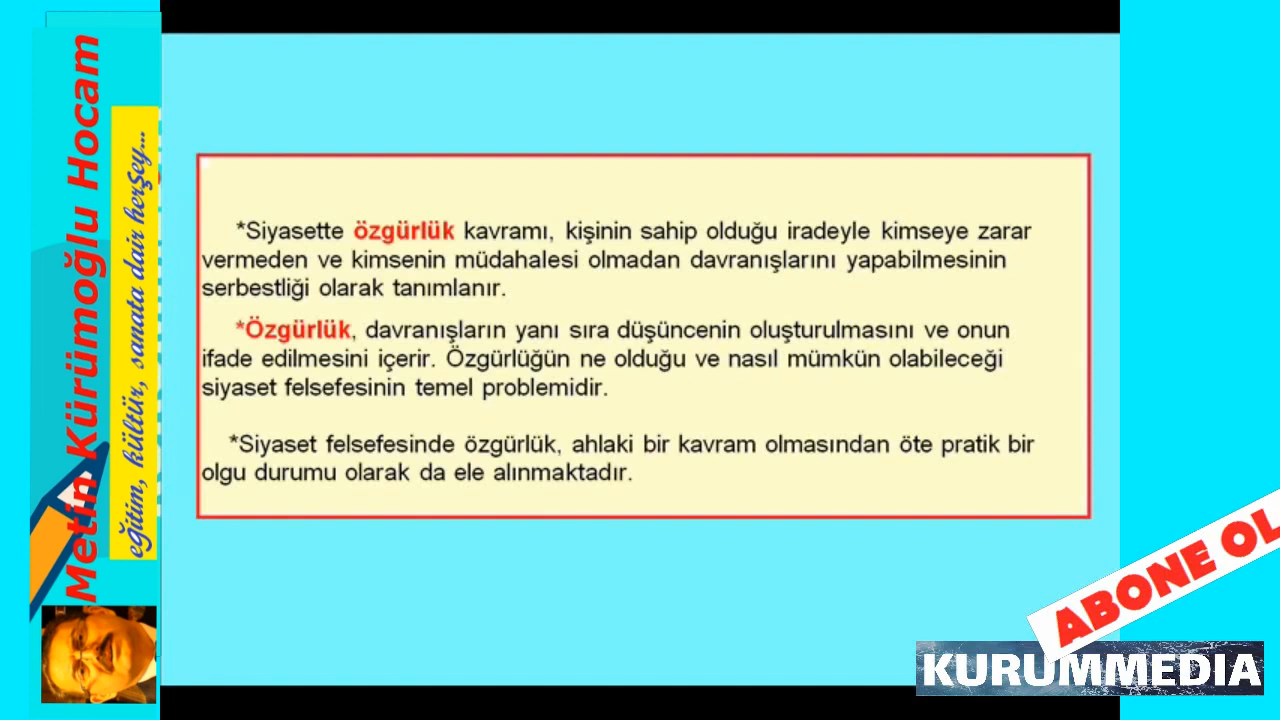 Metin Kürümoğlu Hocam
eğitim, kültür, sanata dair herşey...
*Siyasette özgürlük kavramı, kişinin sahip olduğu iradeyle kimseye zarar
vermeden ve kimsenin müdahalesi olmadan davranışlarını yapabilmesinin
serbestliği olarak tanımlanır.
*Özgürlük, davranışların yanı sıra düşüncenin oluşturulmasını ve onun
ifade edilmesini içerir. Özgürlüğün ne olduğu ve nasıl mümkün olabileceği
siyaset felsefesinin temel problemidir.
*Siyaset felsefesinde özgürlük, ahlaki bir kavram olmasından öte pratik bir
olgu durumu olarak da ele alınmaktadır.
ABONE OL
KURUMMEDIA